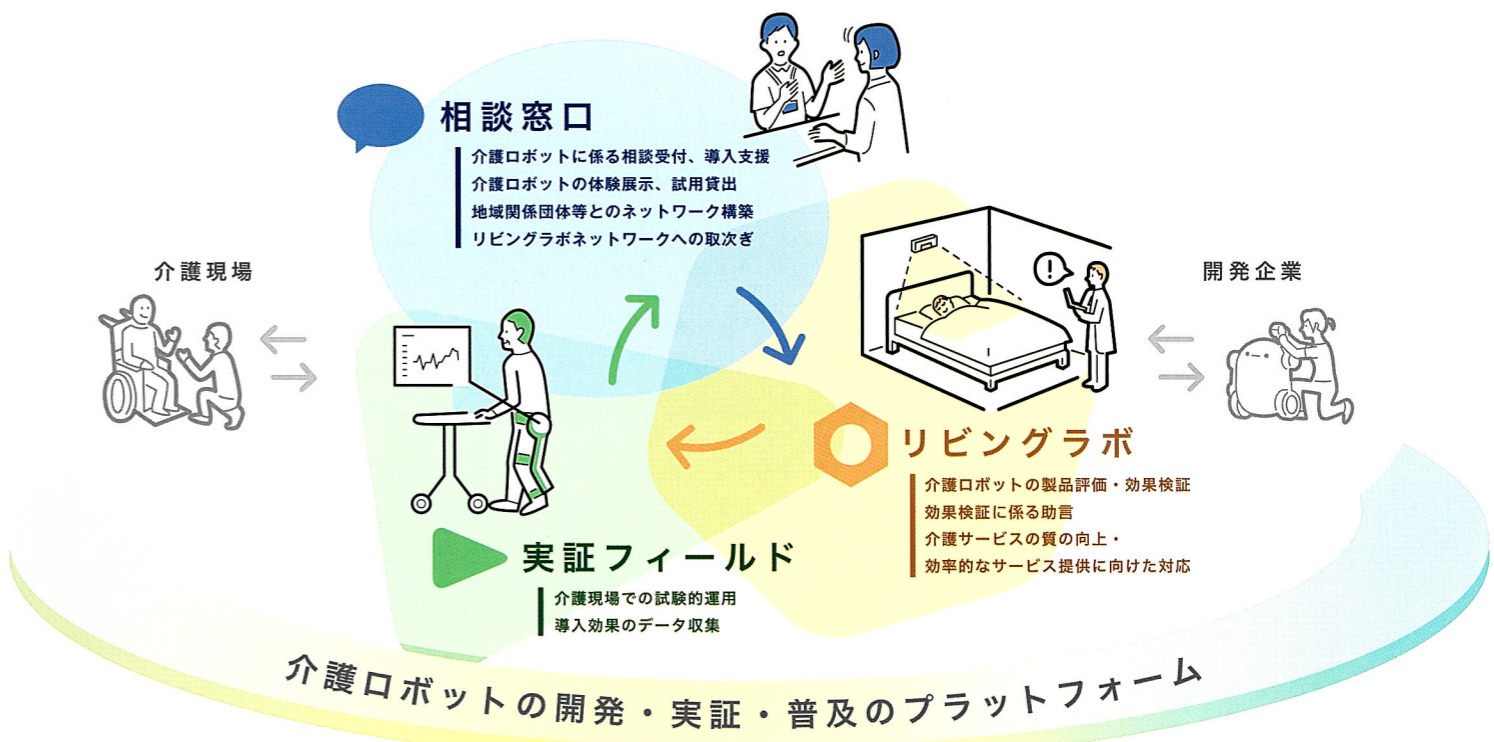 相談窓口
介護ロボットに係る相談受付、導入支援
介護ロボットの体験展示、試用貸出
地域関係団体等とのネットワーク構築
リビングラボネットワークへの取次ぎ
介護現場
開発企業
!
リビングラボ
介護ロボットの製品評価・効果検証
効果検証に係る助言
介護サービスの質の向上・
効率的なサービス提供に向けた対応
実証フィールド
介護現場での試験的運用
導入効果のデータ収集
介護ロボットの開発・実証・普及のプラットフォーム